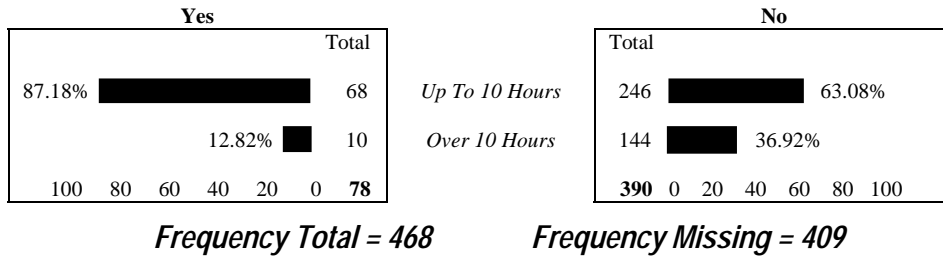 Yes No
Total Total
87.18% 68 Up To 10 Hours 246 63.08%
12.82% 10 Over 10 Hours 144 36.92%
100 80 60 40 20 0 78 390 0 20 40 60 80 100
Frequency Total = 468 Frequency Missing = 409